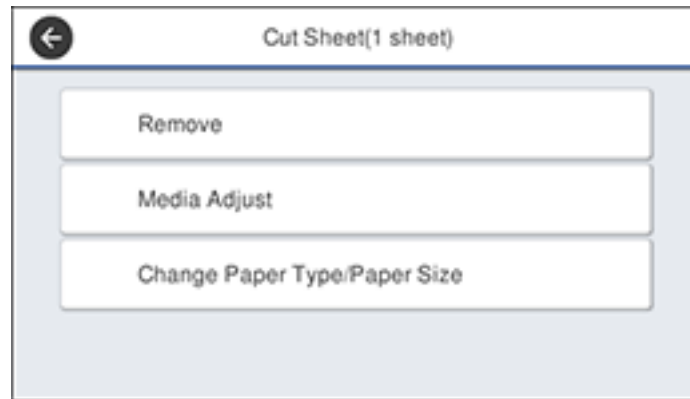 Cut Sheet(1 sheet)
Remove
Media Adjust
Change Paper Type/Paper Size